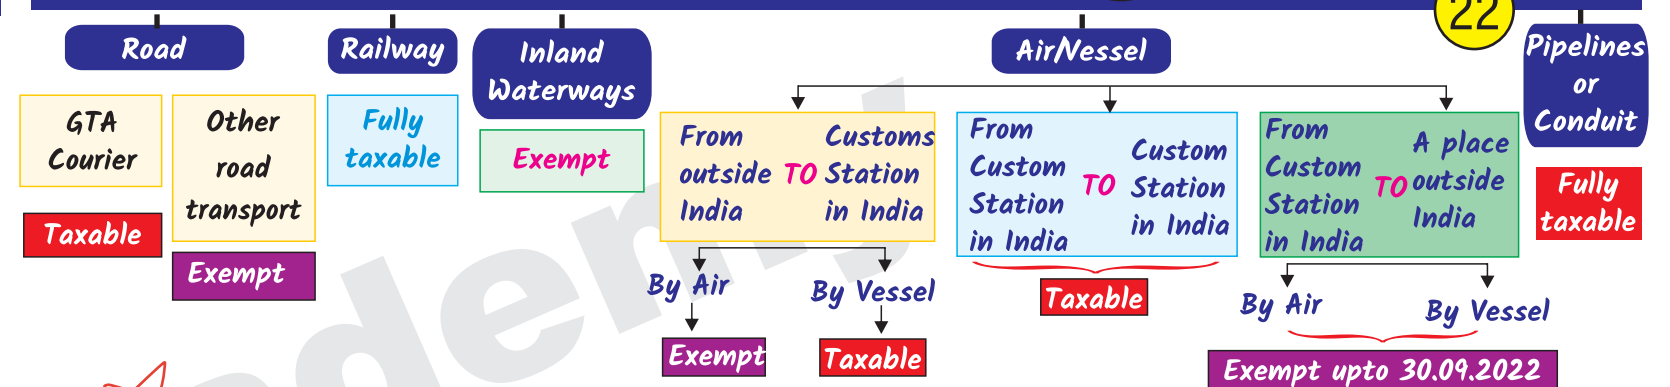 22
Road
GTA
Courier
Taxable
Other
road
transport
Exempt
Railway
Fully
taxable
Inland
Waterways
Exempt
Air/Vessel
From
outside
India
TO
Customs
Station
in India
By Air
Exempt
By Vessel
Taxable
From
Custom
Station
in India
TO
Custom
Station
in India
Taxable
From
Custom
Station
in India
TO
A place
outside
India
By Air
By Vessel
Exempt upto 30.09.2022
Pipelines
or
Conduit
Fully
taxable
ademy